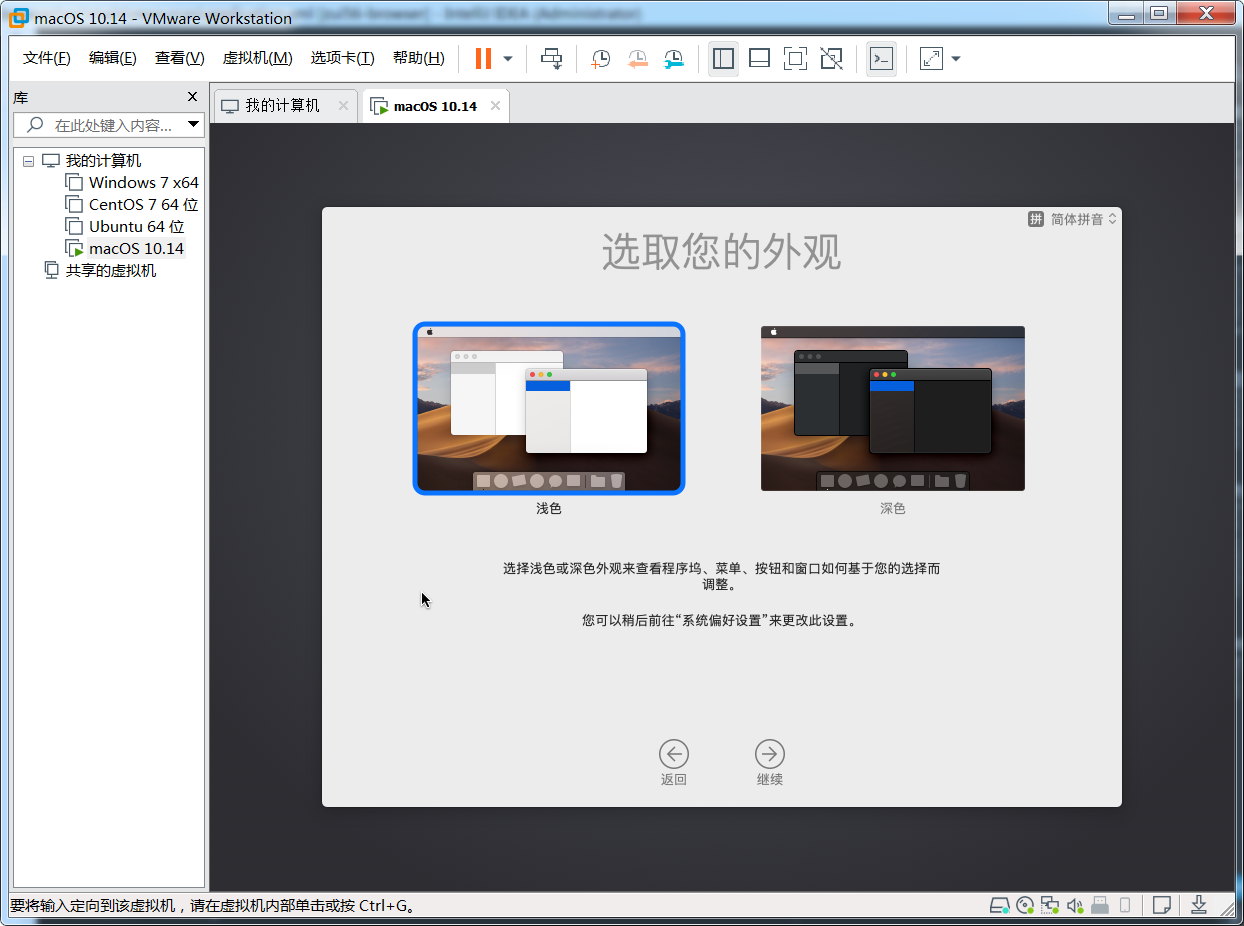 macOS 10.14 - VMware Workstation
文件(F) 编辑(E) 查看(V) 虚拟机(M) 选项卡(T) 帮助(H)
库
在此处键入内容...
我的计算机
Windows 7 x64
CentOS 7 64 位
Ubuntu 64 位
macOS 10.14
共享的虚拟机
我的计算机 macOS 10.14
拼 简体拼音
选取您的外观
浅色 深色
选择浅色或深色外观来查看程序坞、菜单、按钮和窗口如何基于您的选择而
调整。
您可以稍后前往“系统偏好设置”来更改此设置。
返回 继续
要将输入定向到该虚拟机，请在虚拟机内部单击或按 Ctrl+G。